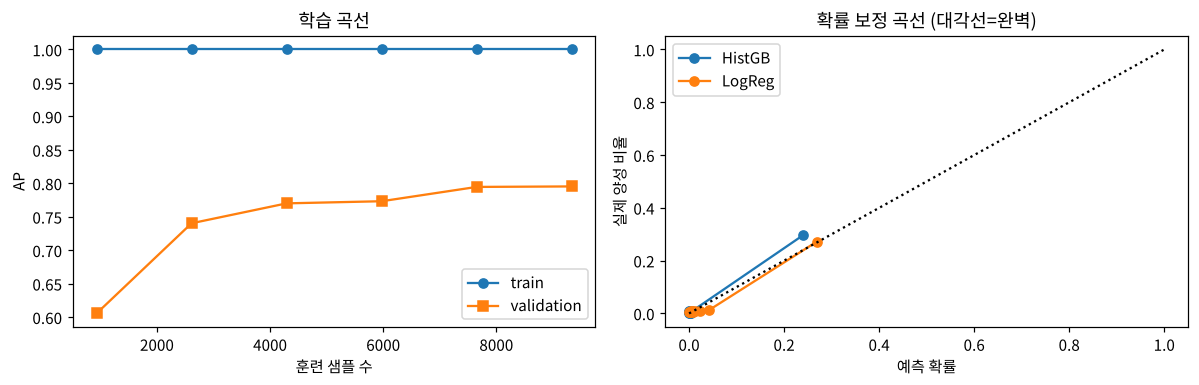 학습 곡선
AP
1.00
0.95
0.90
0.85
0.80
0.75
0.70
0.65
0.60
train
validation
2000
4000
6000
8000
훈련 샘플 수
확률 보정 곡선 (대각선=완벽)
실제 양성 비율
1.0
0.8
0.6
0.4
0.2
0.0
HistGB
LogReg
0.0
0.2
0.4
0.6
0.8
1.0
예측 확률